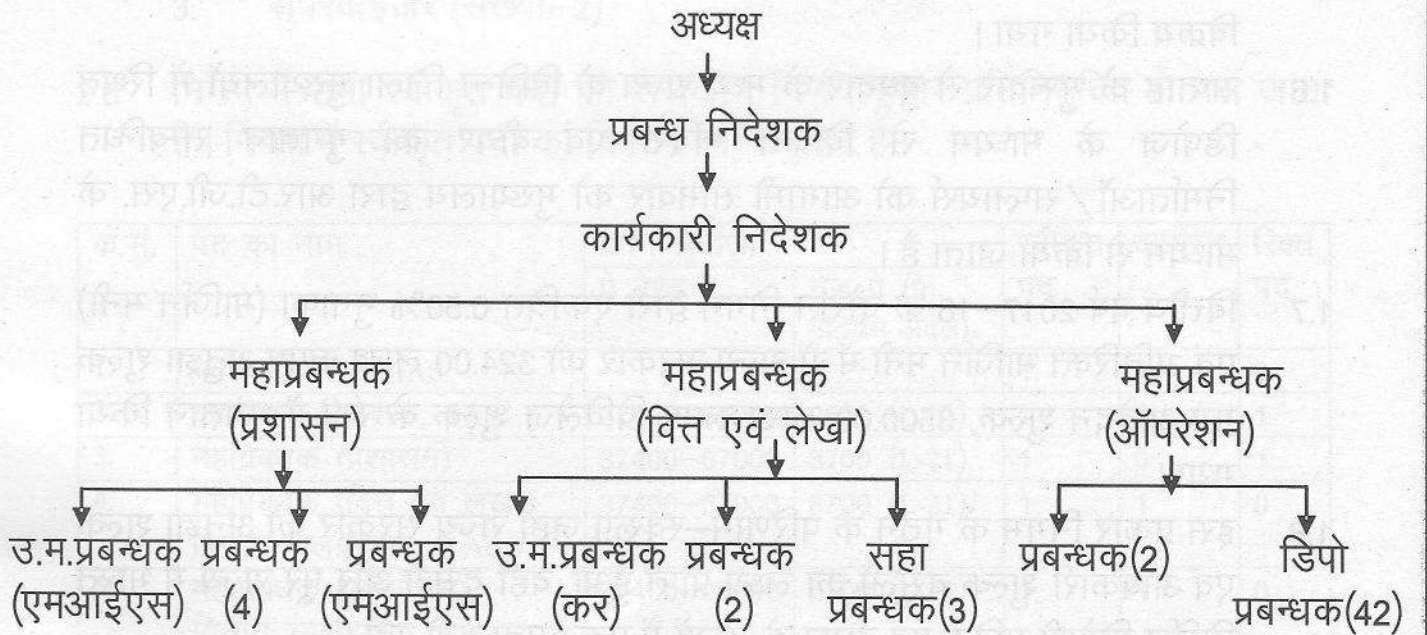 अध्यक्ष
प्रबन्ध निदेशक
कार्यकारी निदेशक
महाप्रबन्धक महाप्रबन्धक महाप्रबन्धक
(प्रशासन) (वित्त एवं लेखा) (ऑपरेशन)
उ.म.प्रबन्धक प्रबन्धक प्रबन्धक उ.म.प्रबन्धक प्रबन्धक सहा प्रबन्धक(2) डिपो
(एमआईएस) (4) (एमआईएस) (कर) (2) प्रबन्धक(3) प्रबन्धक(42)